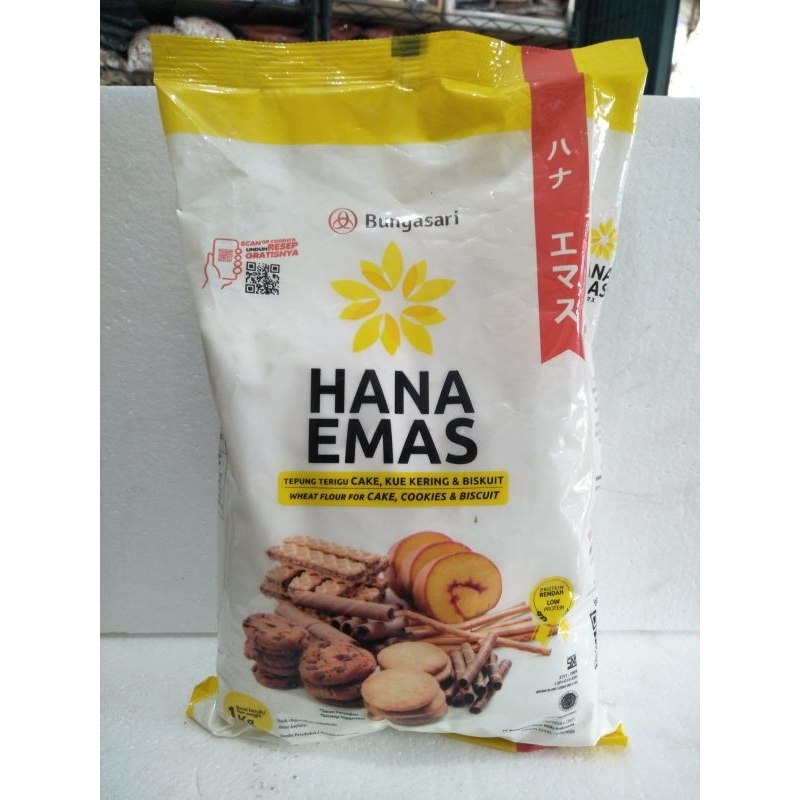 ハナ エマス
Bungasari
SCAN QR CODENYA
UNDUH RESEP
GRATISNYA
HANA
EMAS
TEPUNG TERIGU CAKE, KUE KERING & BISKUIT
WHEAT FLOUR FOR CAKE, COOKIES & BISCUIT
PROTEIN
RENDAH
LOW
PROTEIN
1 Kg